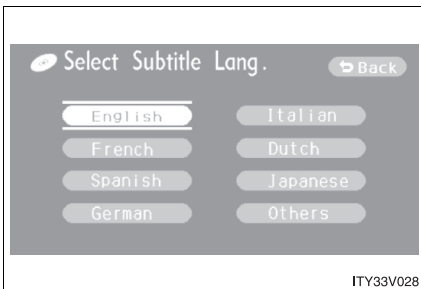 Select Subtitle Lang.
Back
English
Italian
French
Dutch
Spanish
Japanese
German
Others
ITY33V028